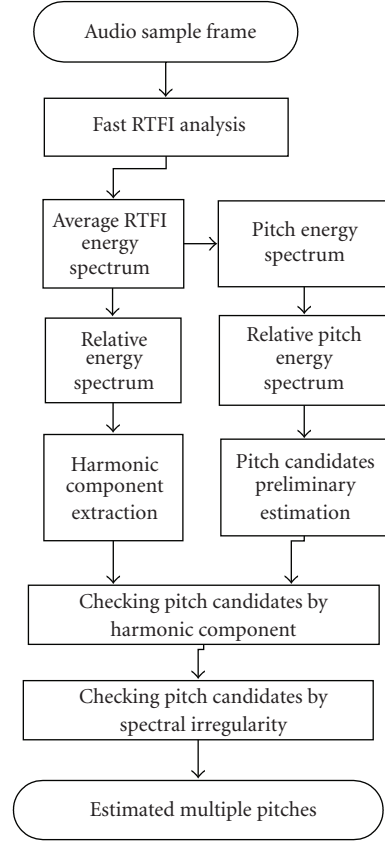 Audio sample frame
Fast RTFI analysis
Average RTFI
energy
spectrum
Pitch energy
spectrum
Relative
energy
spectrum
Relative pitch
energy
spectrum
Harmonic
component
extraction
Pitch candidates
preliminary
estimation
Checking pitch candidates by
harmonic component
Checking pitch candidates by
spectral irregularity
Estimated multiple pitches